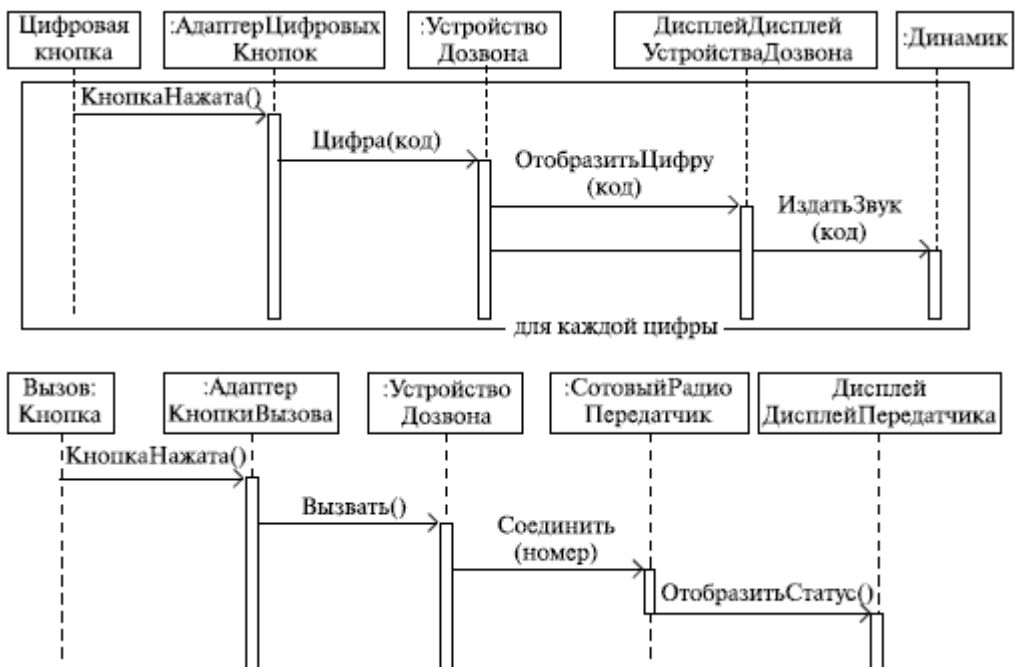 Цифровая
кнопка
:АдаптерЦифровых
Кнопок
:Устройство
Дозвона
ДисплейДисплей
УстройстваДозвона
:Динамик
КнопкаНажата()
Цифра(код)
ОтобразитьЦифру
(код)
ИздатьЗвук
(код)
для каждой цифры
Вызов:
Кнопка
:Адаптер
КнопкиВызова
:Устройство
Дозвона
:СотовыйРадио
Передатчик
Дисплей
ДисплейПередатчика
КнопкаНажата()
Вызвать()
Соединить
(номер)
ОтобразитьСтатус()